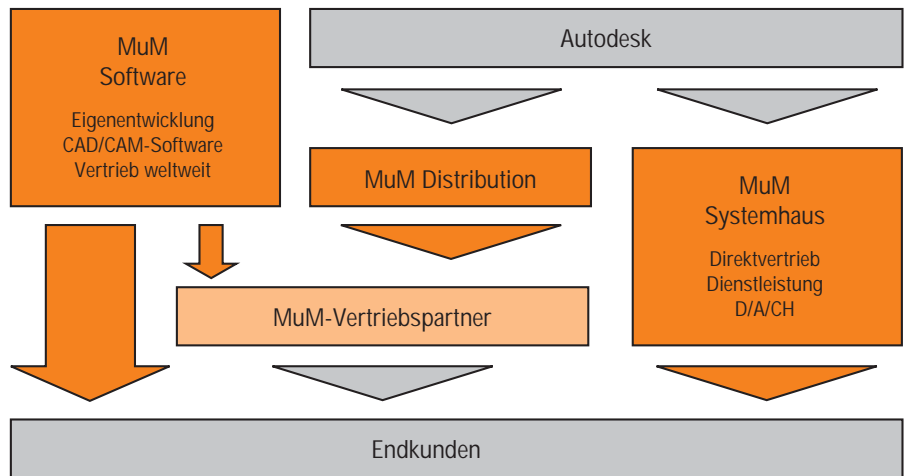 MuM
Software
Eigenentwicklung
CAD/CAM-Software
Vertrieb weltweit
Autodesk
MuM Distribution
MuM
Systemhaus
Direktvertrieb
Dienstleistung
D/A/CH
MuM-Vertriebspartner
Endkunden